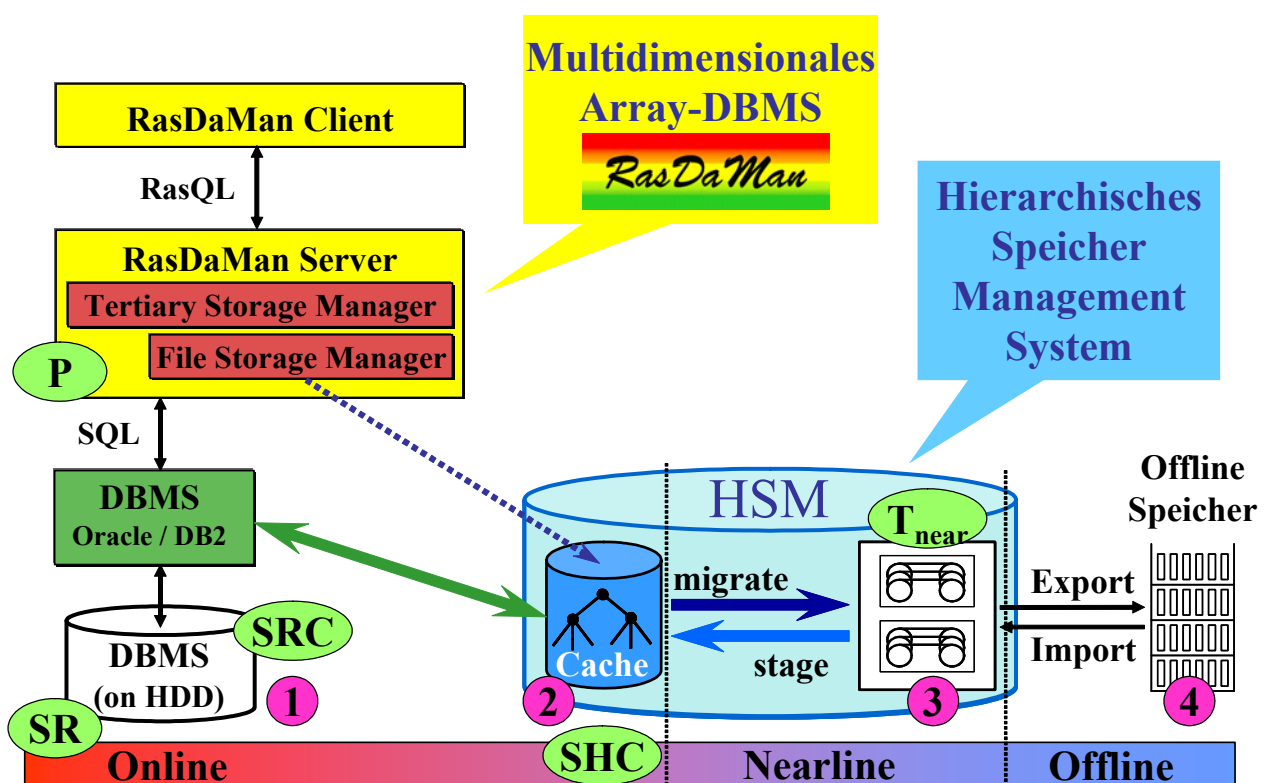 Multidimensionales
Array-DBMS
RasDaMan
RasDaMan Client
RasQL
Hierarchisches
Speicher
Management
System
RasDaMan Server
Tertiary Storage Manager
File Storage Manager
P
SQL
DBMS
Oracle / DB2
HSM
T near
Offline
Speicher
migrate
stage
Cache
Export
Import
SRC
DBMS
(on HDD)
1
2
3
4
SR
SHC
Online
Nearline
Offline